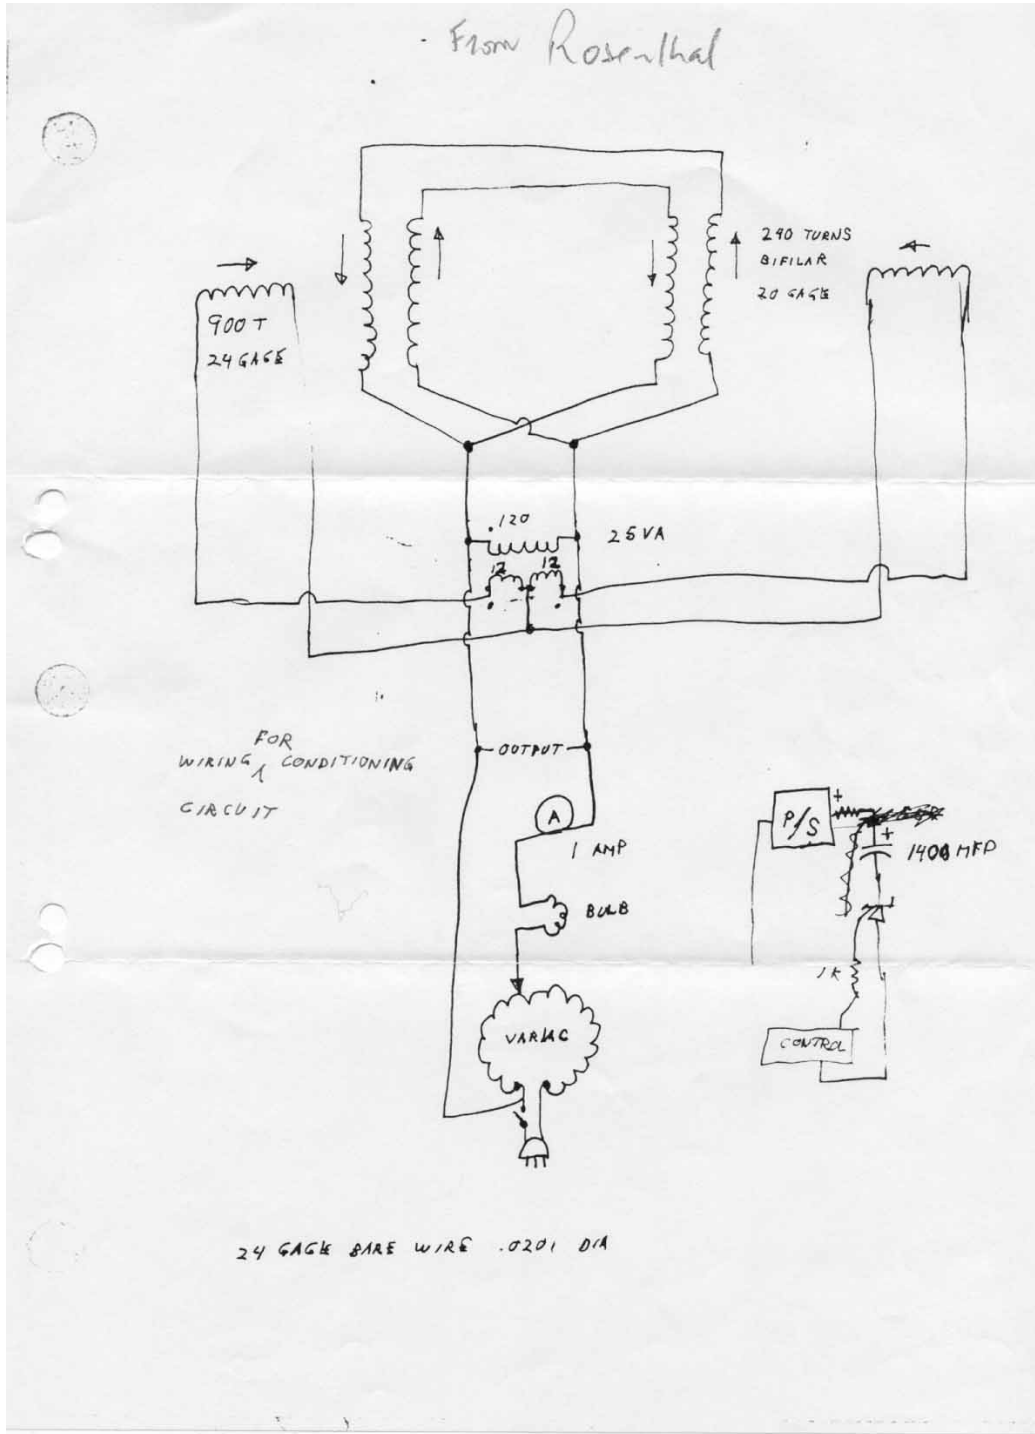 From Rosenthal
290 TURNS
BIFILAR
20 GAGE
900 T
24 GAGE
120
25 VA
12 12
FOR
WIRING ^ CONDITIONING
CIRCUIT
OUTPUT
A
1 AMP
BULB
VARIAC
P/S
+
+
1400 MFD
1K
CONTROL
24 GAGE BARE WIRE .0201 DIA